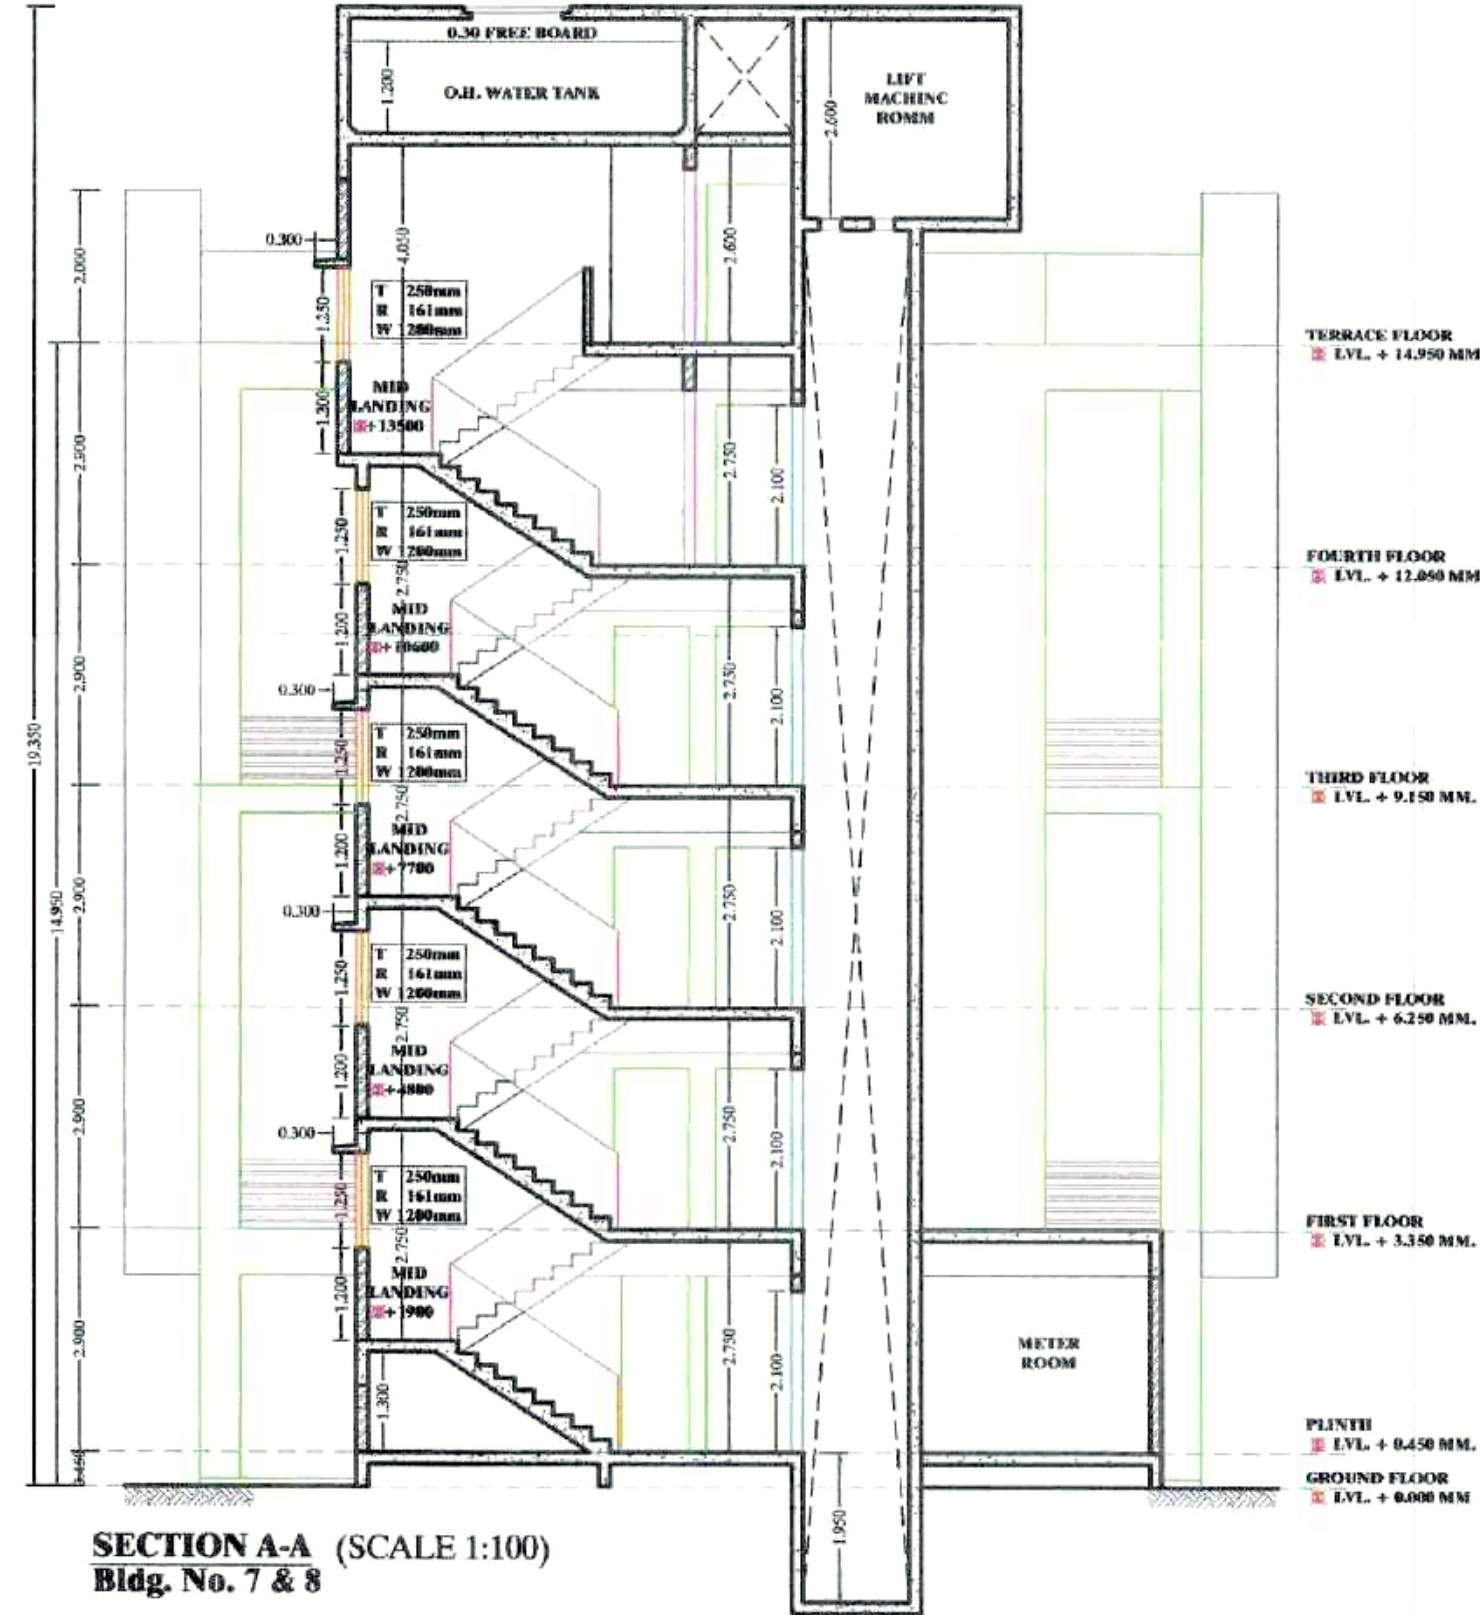 0.30 FREE BOARD
1.200
O.H. WATER TANK
LIFT
MACHINC
ROMM
2.600
0.300
2.000
4.050
2.600
1.250
T 250mm
R 161mm
W 1200mm
TERRACE FLOOR
LVL. + 14.950 MM
MID
LANDING
+13500
1.200
2.900
2.750
2.100
T 250mm
R 161mm
W 1200mm
1.250
FOURTH FLOOR
LVL. + 12.050 MM
2.750
MID
LANDING
+10600
1.200
2.900
2.750
2.100
0.300
19.350
T 250mm
R 161mm
W 1200mm
1.250
THIRD FLOOR
LVL. + 9.150 MM.
2.750
MID
LANDING
+7700
1.200
2.900
14.950
2.750
2.100
0.300
T 250mm
R 161mm
W 1200mm
1.250
SECOND FLOOR
LVL. + 6.250 MM.
2.750
MID
LANDING
+4800
1.200
2.900
2.750
2.100
0.300
T 250mm
R 161mm
W 1200mm
1.250
FIRST FLOOR
LVL. + 3.350 MM.
2.750
MID
LANDING
+1900
1.200
2.900
2.750
2.100
METER
ROOM
1.300
PLINTH
LVL. + 0.450 MM.
0.450
GROUND FLOOR
LVL. + 0.000 MM
1.950
SECTION A-A (SCALE 1:100)
Bldg. No. 7 & 8